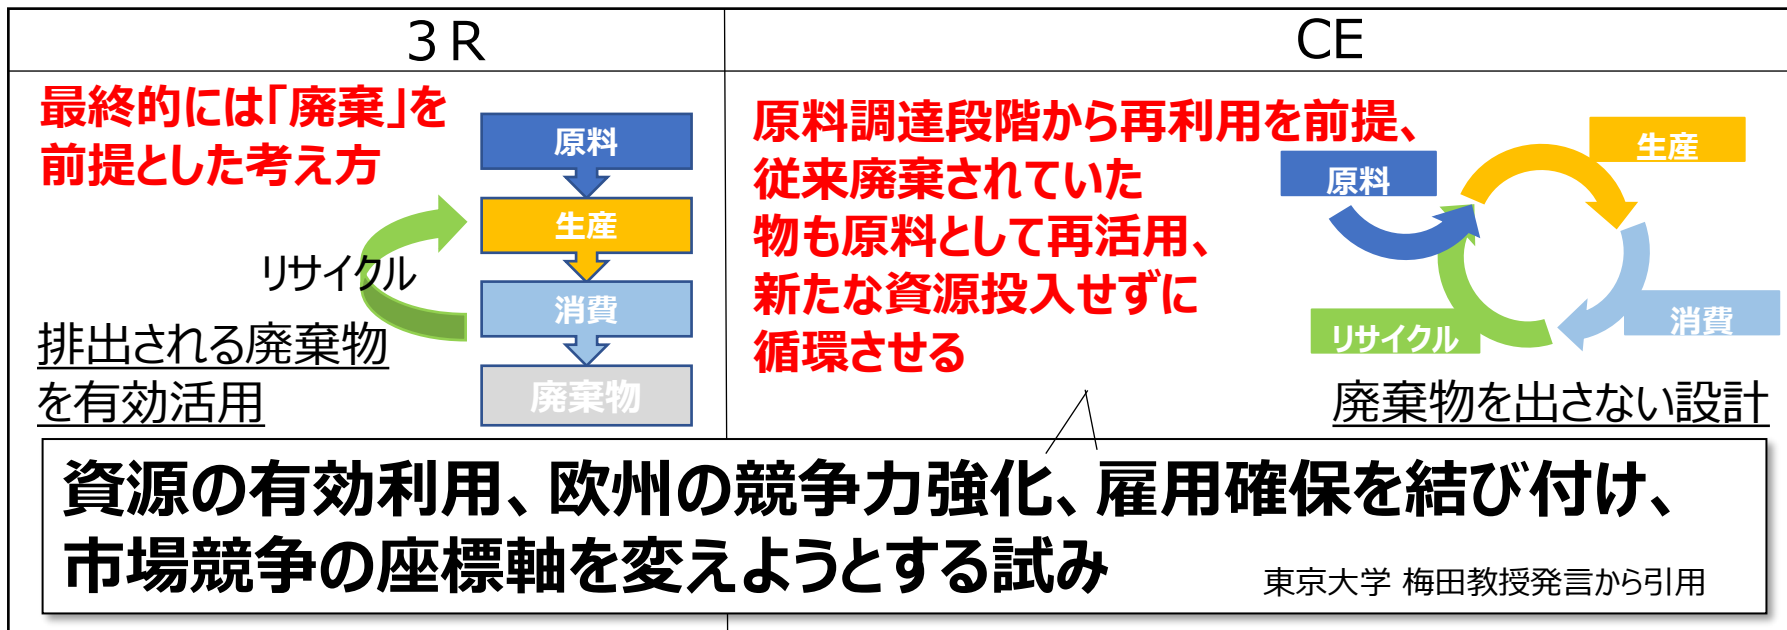 3R
CE
最終的には「廃棄」を
前提とした考え方
原料
生産
リサイクル
消費
廃棄物
排出される廃棄物
を有効活用
原料調達段階から再利用を前提、
従来廃棄されていた
物も原料として再活用、
新たな資源投入せずに
循環させる
生産
原料
消費
リサイクル
廃棄物を出さない設計
資源の有効利用、欧州の競争力強化、雇用確保を結び付け、
市場競争の座標軸を変えようとする試み
東京大学 梅田教授発言から引用